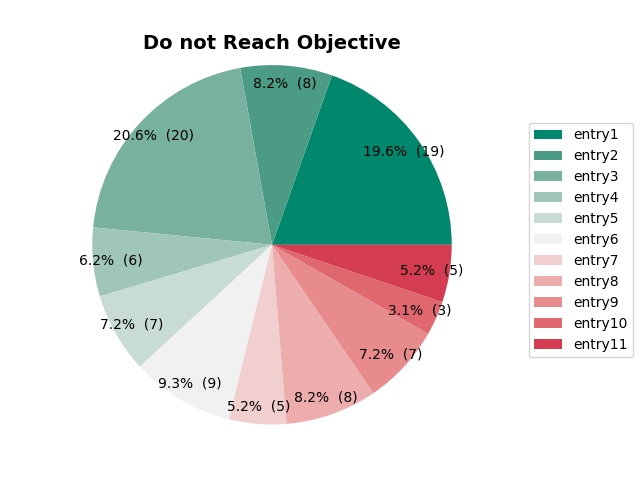 Do not Reach Objective
8.2%  (8)
20.6%  (20)
19.6%  (19)
6.2%  (6)
5.2%  (5)
3.1%  (3)
7.2%  (7)
7.2%  (7)
9.3%  (9)
8.2%  (8)
5.2%  (5)
entry1
entry2
entry3
entry4
entry5
entry6
entry7
entry8
entry9
entry10
entry11